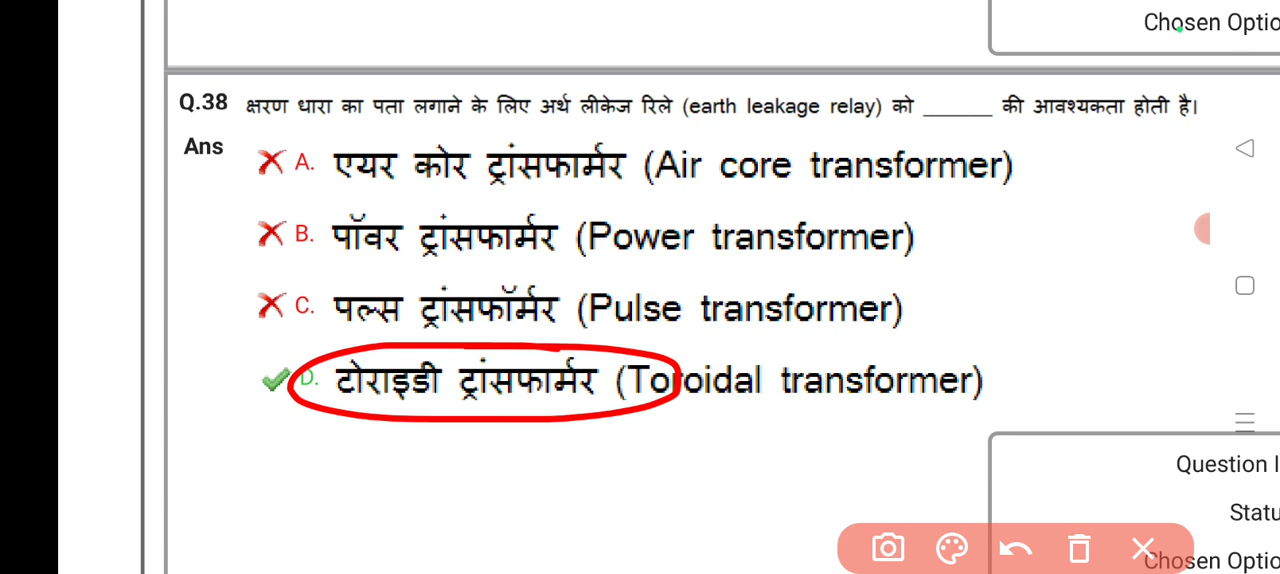 Chosen Optio
Q.38 क्षरण धारा का पता लगाने के लिए अर्थ लीकेज रिले (earth leakage relay) को ______ की आवश्यकता होती है।
Ans
A. एयर कोर ट्रांसफार्मर (Air core transformer)
B. पॉवर ट्रांसफार्मर (Power transformer)
C. पल्स ट्रांसफॉर्मर (Pulse transformer)
D. टोराइडी ट्रांसफार्मर (Toroidal transformer)
Question I
Statu
Chosen Optio